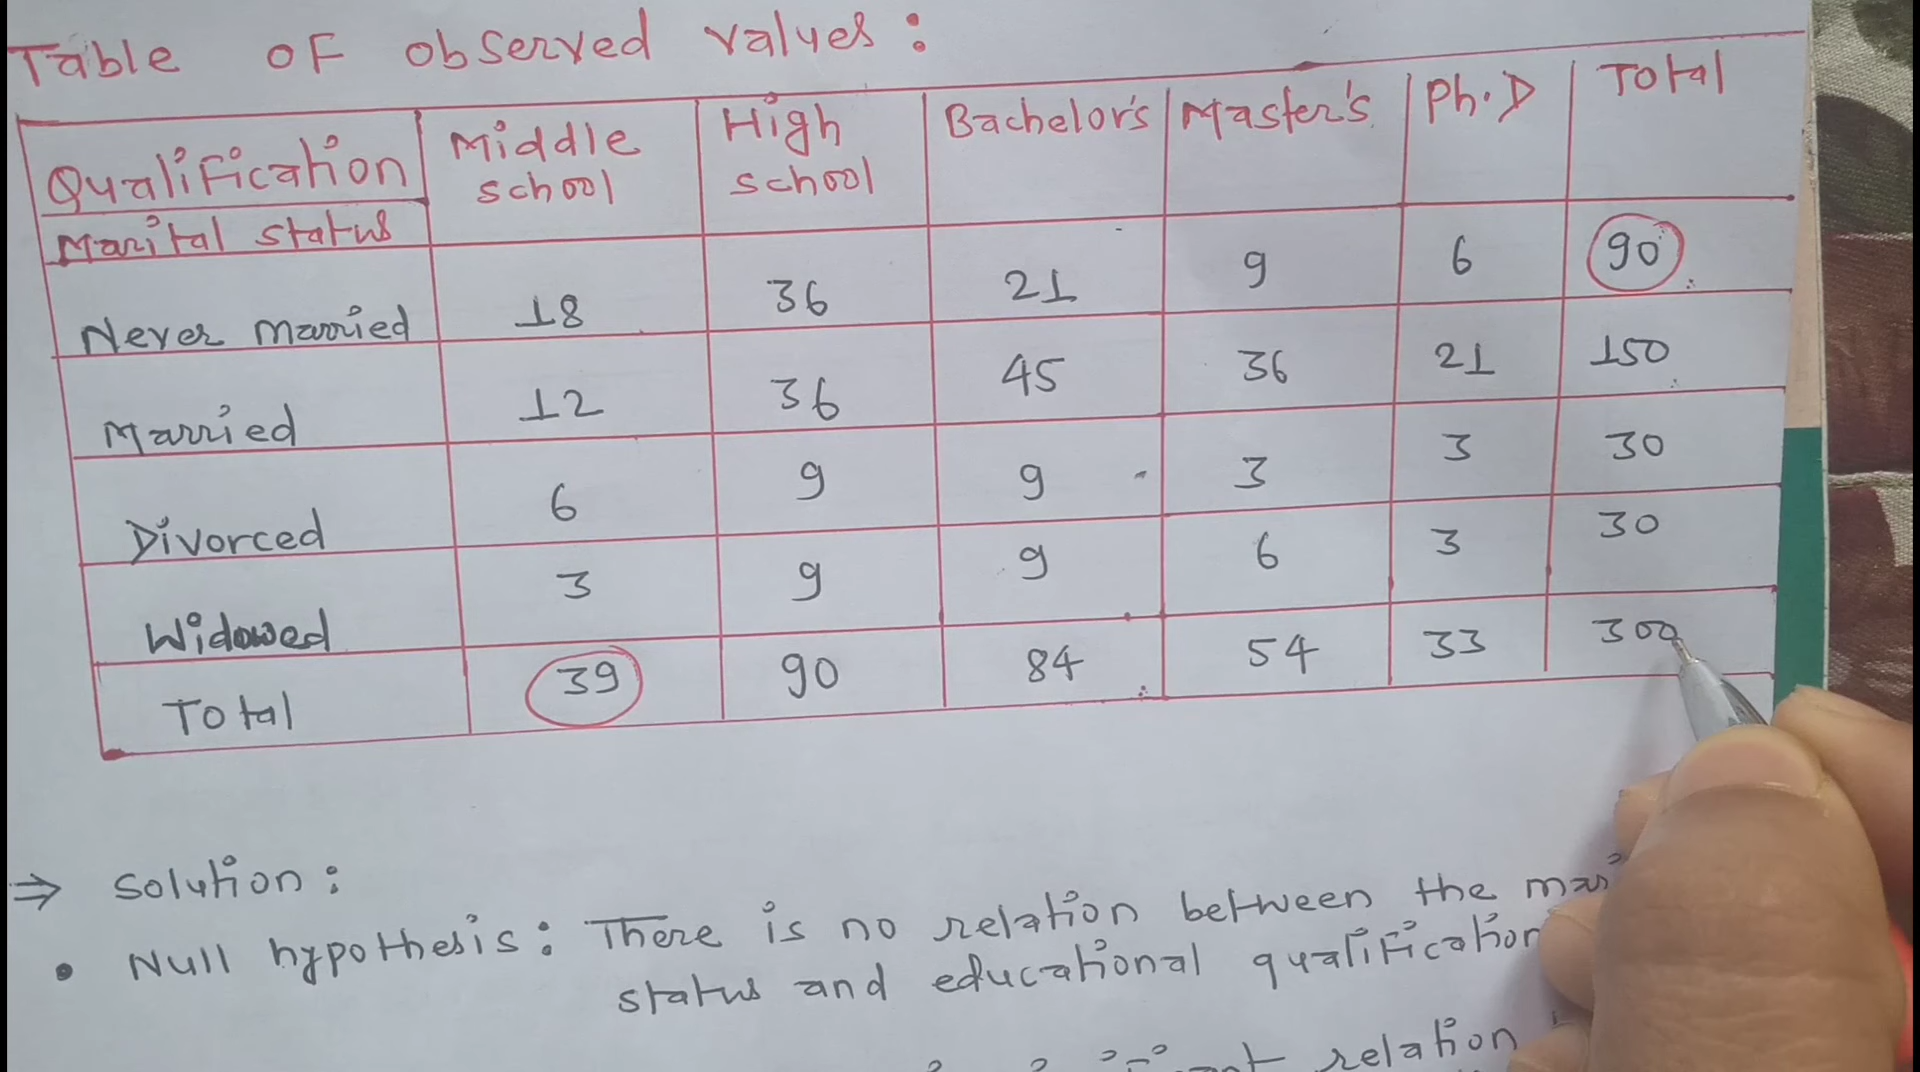 Table OF observed values :
Qualification Middle school High school Bachelor's Master's Ph.D Total
Marital status
Never married 18 36 21 9 6 90
Married 12 36 45 36 21 150
Divorced 6 9 9 3 3 30
Widowed 3 9 9 6 3 30
Total 39 90 84 54 33 300
⇒ Solution :
• Null hypothesis : There is no relation between the
status and educational qualification
relation